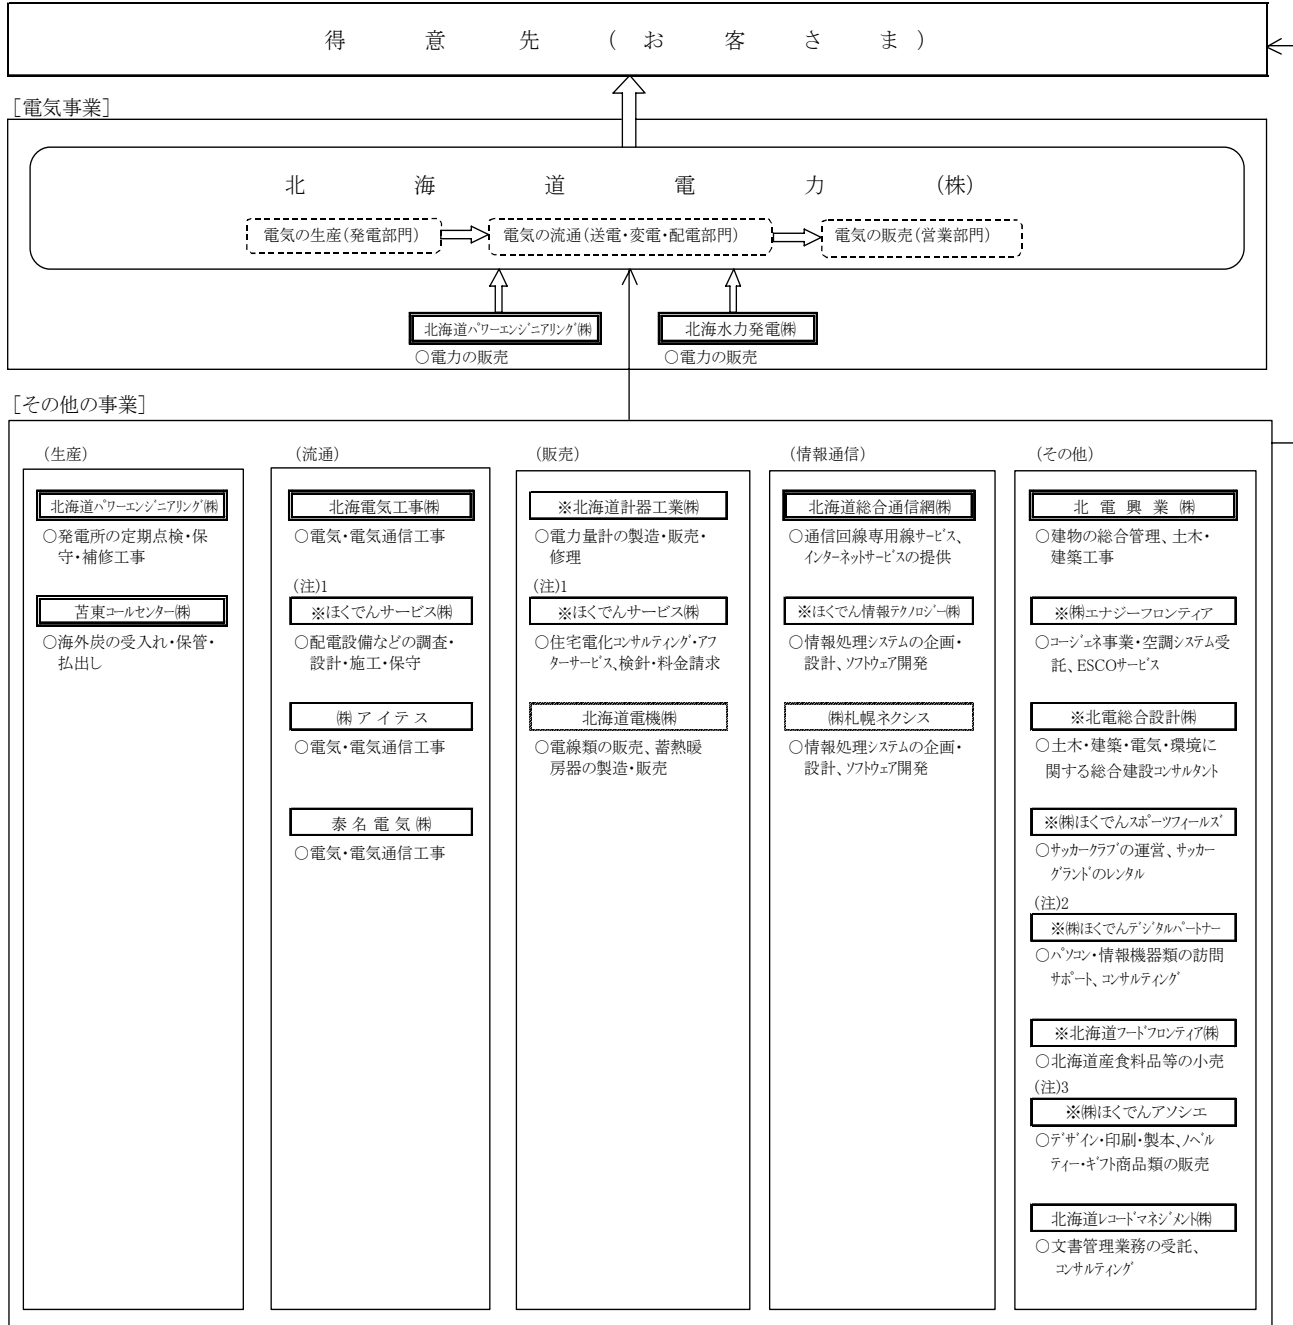 得意先(お客さま)
[電気事業]
北海道電力(株)
電気の生産(発電部門)
電気の流通(送電・変電・配電部門)
電気の販売(営業部門)
北海道パワーエンジニアリング㈱
○電力の販売
北海水力発電㈱
○電力の販売
[その他の事業]
(生産)
北海道パワーエンジニアリング㈱
○発電所の定期点検・保
守・補修工事
苫東コールセンター㈱
○海外炭の受入れ・保管・
払出し
(流通)
北海電気工事㈱
○電気・電気通信工事
(注)1
※ほくでんサービス㈱
○配電設備などの調査・
設計・施工・保守
㈱アイテス
○電気・電気通信工事
泰名電気㈱
○電気・電気通信工事
(販売)
※北海道計器工業㈱
○電力量計の製造・販売・
修理
(注)1
※ほくでんサービス㈱
○住宅電化コンサルティング・アフ
ターサービス、検針・料金請求
北海道電機㈱
○電線類の販売、蓄熱暖
房器の製造・販売
(情報通信)
北海道総合通信網㈱
○通信回線専用線サービス、
インターネットサービスの提供
※ほくでん情報テクノロジー㈱
○情報処理システムの企画・
設計、ソフトウェア開発
㈱札幌ネクシス
○情報処理システムの企画・
設計、ソフトウェア開発
(その他)
北電興業㈱
○建物の総合管理、土木・
建築工事
※㈱エナジーフロンティア
○コージェネ事業・空調システム受
託、ESCOサービス
※北電総合設計㈱
○土木・建築・電気・環境に
関する総合建設コンサルタント
※㈱ほくでんスポーツフィールズ
○サッカークラブの運営、サッカー
グランドのレンタル
(注)2
※㈱ほくでんデジタルパートナー
○パソコン・情報機器類の訪問
サポート、コンサルティング
※北海道フードフロンティア㈱
○北海道産食料品等の小売
(注)3
※㈱ほくでんアソシエ
○デザイン・印刷・製本、ノベル
ティー・ギフト商品類の販売
北海道レコードマネジメント㈱
○文書管理業務の受託、
コンサルティング